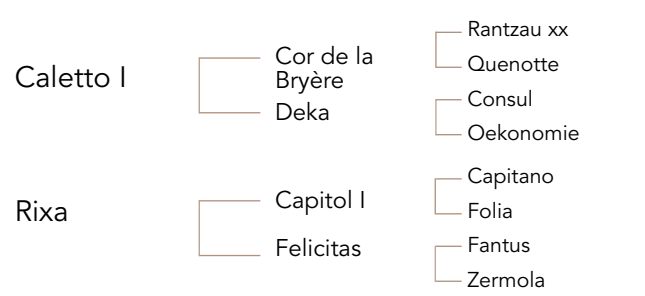 Caletto I
Cor de la
Bryère
Deka
Rantzau xx
Quenotte
Consul
Oekonomie
Rixa
Capitol I
Felicitas
Capitano
Folia
Fantus
Zermola